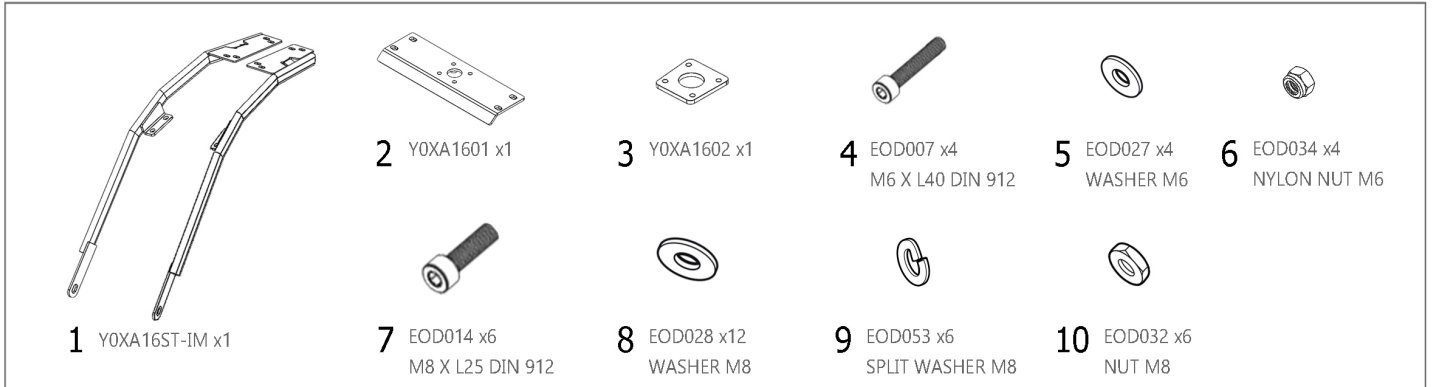 2 Y0XA1601 x1
3 Y0XA1602 x1
4 EOD007 x4
M6 X L40 DIN 912
5 EOD027 x4
WASHER M6
6 EOD034 x4
NYLON NUT M6
1 Y0XA16ST-IM x1
7 EOD014 x6
M8 X L25 DIN 912
8 EOD028 x12
WASHER M8
9 EOD053 x6
SPLIT WASHER M8
10 EOD032 x6
NUT M8